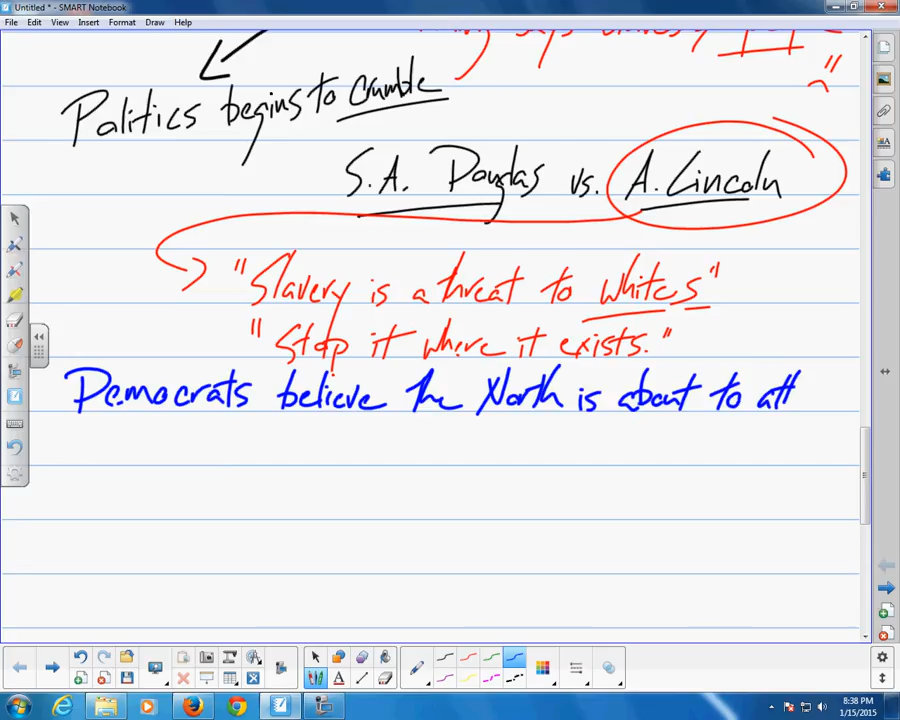 Untitled * - SMART Notebook
File Edit View Insert Format Draw Help
says
"
Politics begins to crumble
S.A. Douglas vs. A. Lincoln
"Slavery is a threat to whites"
"Stop it where it exists."
Democrats believe the North is about to att
8:38 PM
1/15/2015